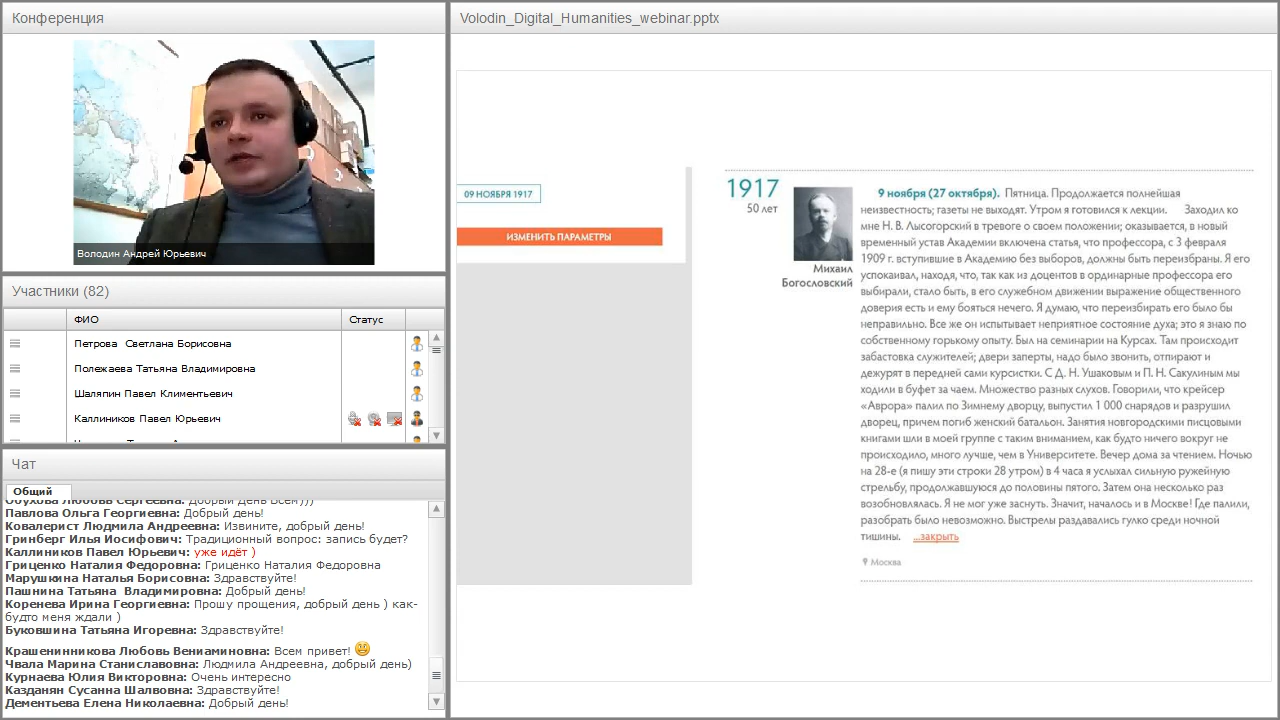 Конференция
Володин Андрей Юрьевич
Участники (82)
ФИО
Статус
Петрова Светлана Борисовна
Полежаева Татьяна Владимировна
Шаляпин Павел Климентьевич
Каллиников Павел Юрьевич
Чат
Общий
Обухова Любовь Сергеевна: Добрый день Всем)))
Павлова Ольга Георгиевна: Добрый день!
Ковалерист Людмила Андреевна: Извините, добрый день!
Гринберг Илья Иосифович: Традиционный вопрос: запись будет?
Каллиников Павел Юрьевич: уже идёт )
Гриценко Наталия Федотовна: Гриценко Наталия Федоровна
Марушкина Наталья Борисовна: Здравствуйте!
Пашнина Татьяна Владимировна: Добрый день!
Коренева Ирина Георгиевна: Прошу прощения, добрый день ) как-
будто меня ждали )
Буковшина Татьяна Игоревна: Здравствуйте!
Крашенинникова Любовь Вениаминовна: Всем привет!
Чвала Марина Станиславовна: Людмила Андреевна, добрый день)
Курнаева Юлия Викторовна: Очень интересно
Казданян Сусанна Шалвовна: Здравствуйте!
Дементьева Елена Николаевна: Добрый день!
Volodin_Digital_Humanities_webinar.pptx
09 НОЯБРЯ 1917
ИЗМЕНИТЬ ПАРАМЕТРЫ
1917
50 лет
Михаил
Богословский
9 ноября (27 октября). Пятница. Продолжается полнейшая
неизвестность; газеты не выходят. Утром я готовился к лекции. Заходил ко
мне Н. В. Лысогорский в тревоге о своем положении; оказывается, в новый
временный устав Академии включена статья, что профессора, с 3 февраля
1909 г. вступившие в Академию без выборов, должны быть переизбраны. Я его
успокаивал, находя, что, так как из доцентов в ординарные профессора его
выбирали, стало быть, в его служебном движении выражение общественного
доверия есть и ему бояться нечего. Я думаю, что переизбирать его было бы
неправильно. Все же он испытывает неприятное состояние духа; это я знаю по
собственному горькому опыту. Был на семинарии на Курсах. Там происходит
забастовка служителей; двери заперты, надо было звонить, отпирают и
дежурят в передней сами курсистки. С Д. Н. Ушаковым и П. Н. Сакулиным мы
ходили в буфет за чаем. Множество разных слухов. Говорили, что крейсер
«Аврора» палил по Зимнему дворцу, выпустил 1 000 снарядов и разрушил
дворец, причем погиб женский батальон. Занятия новгородскими писцовыми
книгами шли в моей группе с таким вниманием, как будто ничего вокруг не
происходило, много лучше, чем в Университете. Вечер дома за чтением. Ночью
на 28-е (я пишу эти строки 28 утром) в 4 часа я услыхал сильную ружейную
стрельбу, продолжавшуюся до половины пятого. Затем она несколько раз
возобновлялась. Я не мог уже заснуть. Значит, началось и в Москве! Где палили,
разобрать было невозможно. Выстрелы раздавались гулко среди ночной
тишины. ...закрыть
Москва